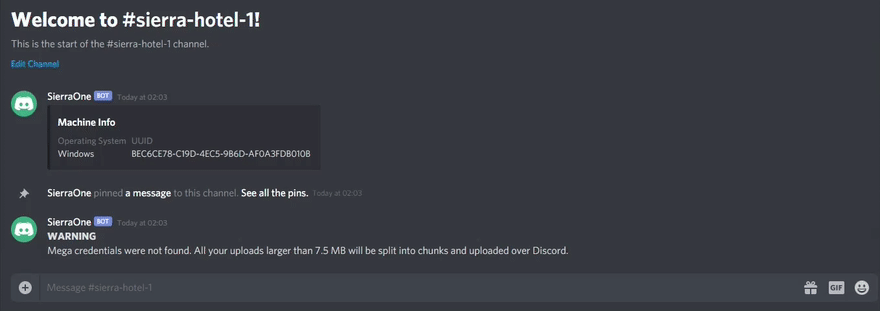 Welcome to #sierra-hotel-1!
This is the start of the #sierra-hotel-1 channel.
Edit Channel
SierraOne BOT Today at 02:03
Machine Info
Operating System UUID
Windows BEC6CE78-C19D-4EC5-9B6D-AF0A3FDB010B
SierraOne pinned a message to this channel. See all the pins. Today at 02:03
SierraOne BOT Today at 02:03
WARNING
Mega credentials were not found. All your uploads larger than 7.5 MB will be split into chunks and uploaded over Discord.
Message #sierra-hotel-1 GIF